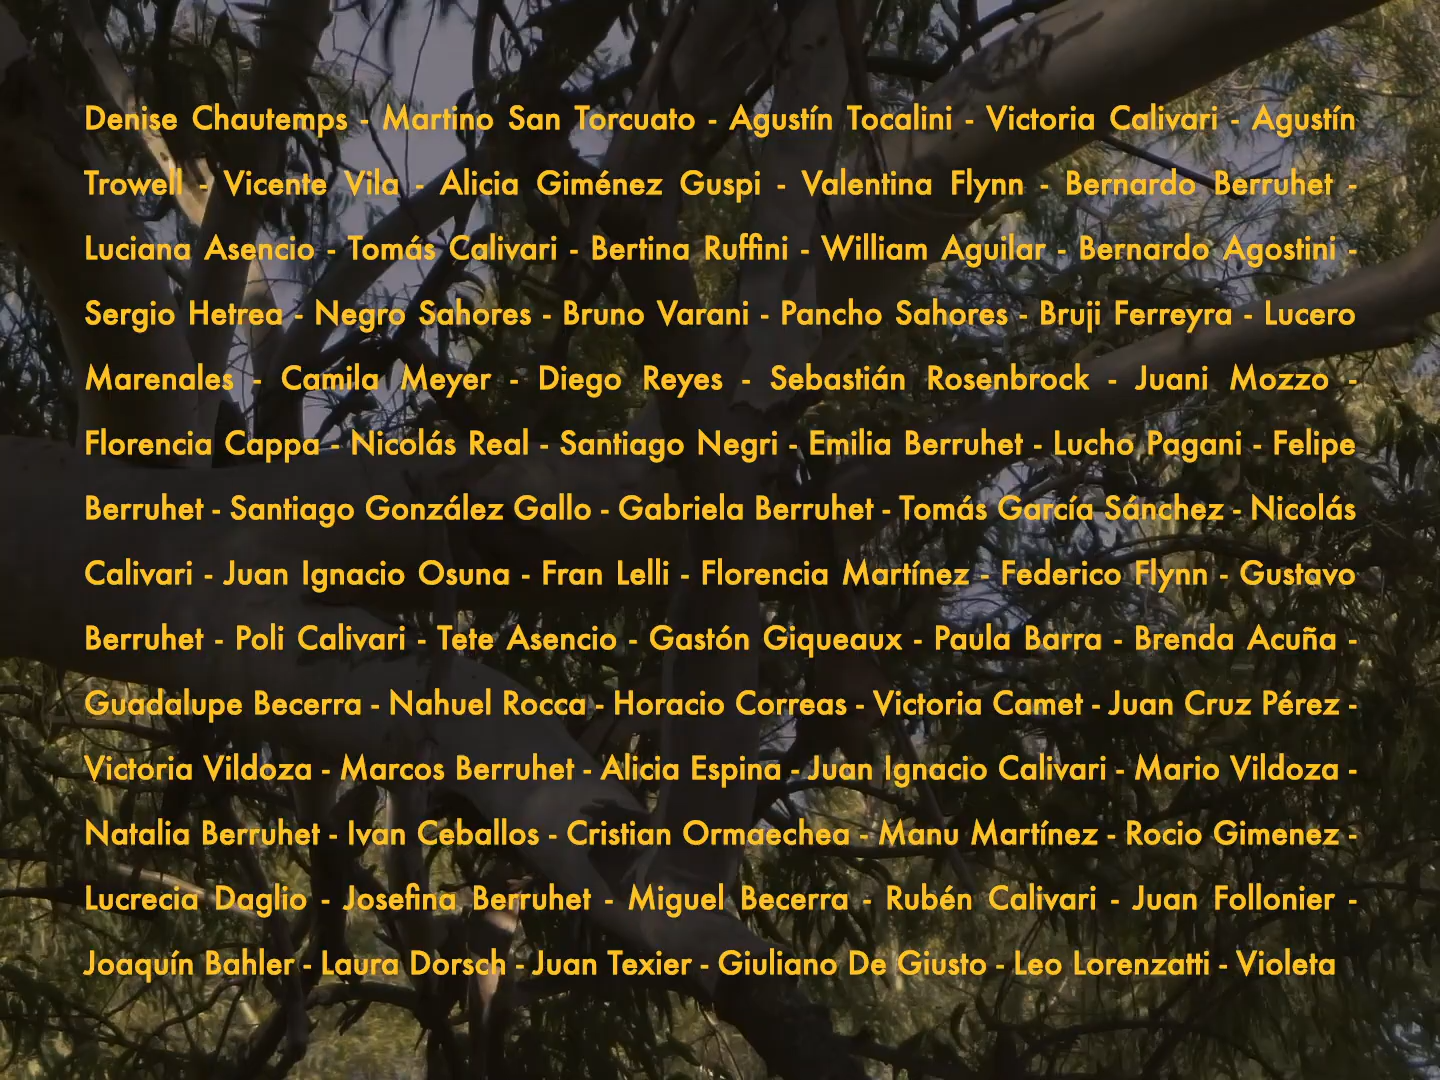 Denise Chautemps - Martino San Torcuato - Agustín Tocalini - Victoria Calivari - Agustín
Trowell - Vicente Vila - Alicia Giménez Guspi - Valentina Flynn - Bernardo Berruhet -
Luciana Asencio - Tomás Calivari - Bertina Ruffini - William Aguilar - Bernardo Agostini -
Sergio Hetrea - Negro Sahores - Bruno Varani - Pancho Sahores - Bruji Ferreyra - Lucero
Marenales - Camila Meyer - Diego Reyes - Sebastián Rosenbrock - Juani Mozzo -
Florencia Cappa - Nicolás Real - Santiago Negri - Emilia Berruhet - Lucho Pagani - Felipe
Berruhet - Santiago González Gallo - Gabriela Berruhet - Tomás García Sánchez - Nicolás
Calivari - Juan Ignacio Osuna - Fran Lelli - Florencia Martínez - Federico Flynn - Gustavo
Berruhet - Poli Calivari - Tete Asencio - Gastón Giqueaux - Paula Barra - Brenda Acuña -
Guadalupe Becerra - Nahuel Rocca - Horacio Correas - Victoria Camet - Juan Cruz Pérez -
Victoria Vildoza - Marcos Berruhet - Alicia Espina - Juan Ignacio Calivari - Mario Vildoza -
Natalia Berruhet - Ivan Ceballos - Cristian Ormaechea - Manu Martínez - Rocio Gimenez -
Lucrecia Daglio - Josefina Berruhet - Miguel Becerra - Rubén Calivari - Juan Follonier -
Joaquín Bahler - Laura Dorsch - Juan Texier - Giuliano De Giusto - Leo Lorenzatti - Violeta